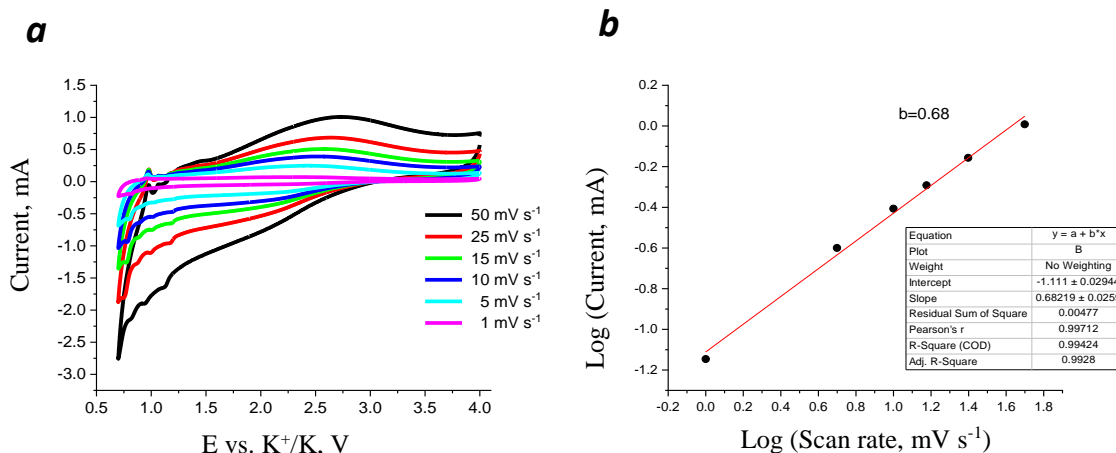 a
1.5
1.0
0.5
0.0
-0.5
-1.0
-1.5
-2.0
-2.5
-3.0
Current, mA
50 mV s⁻¹
25 mV s⁻¹
15 mV s⁻¹
10 mV s⁻¹
5 mV s⁻¹
1 mV s⁻¹
0.5 1.0 1.5 2.0 2.5 3.0 3.5 4.0
E vs. K⁺/K, V
b
0.2
0.0
-0.2
-0.4
-0.6
-0.8
-1.0
-1.2
Log (Current, mA)
b=0.68
Equation y = a + b*x
Plot B
Weight No Weighting
Intercept -1.111 ± 0.02944
Slope 0.68219 ± 0.025
Residual Sum of Square 0.00477
Pearson's r 0.99712
R-Square (COD) 0.99424
Adj. R-Square 0.9928
-0.2 0.0 0.2 0.4 0.6 0.8 1.0 1.2 1.4 1.6 1.8
Log (Scan rate, mV s⁻¹)